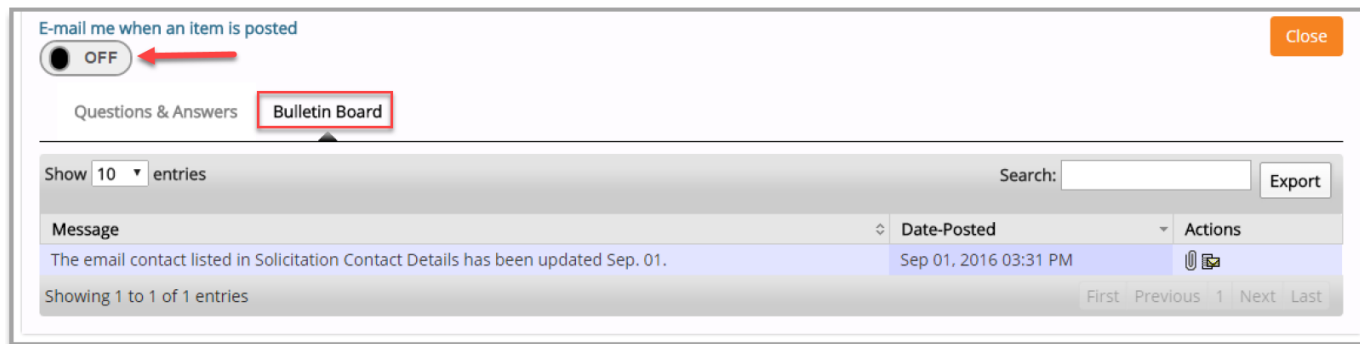 E-mail me when an item is posted
OFF
Close
Questions & Answers Bulletin Board
Show 10 entries Search: Export
Message Date-Posted Actions
The email contact listed in Solicitation Contact Details has been updated Sep. 01. Sep 01, 2016 03:31 PM
Showing 1 to 1 of 1 entries First Previous 1 Next Last